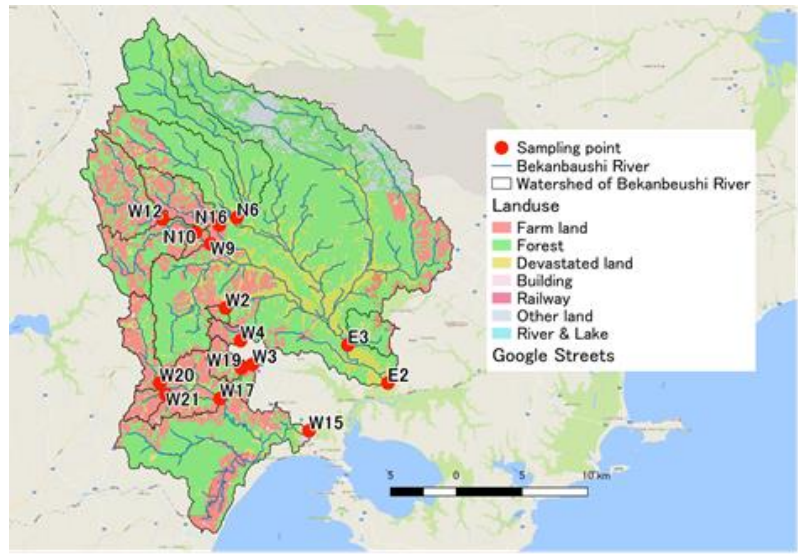 Sampling point
Bekanbaushi River
Watershed of Bekanbeushi River
Landuse
Farm land
Forest
Devastated land
Building
Railway
Other land
River & Lake
Google Streets
W12
N16
N6
N10
W9
W2
W4
E3
W19
W3
W20
E2
W21
W17
W15
5 0 5 10 km